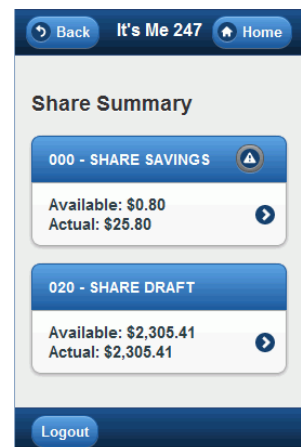 Back It's Me 247 Home
Share Summary
000 - SHARE SAVINGS
Available: $0.80
Actual: $25.80
020 - SHARE DRAFT
Available: $2,305.41
Actual: $2,305.41
Logout